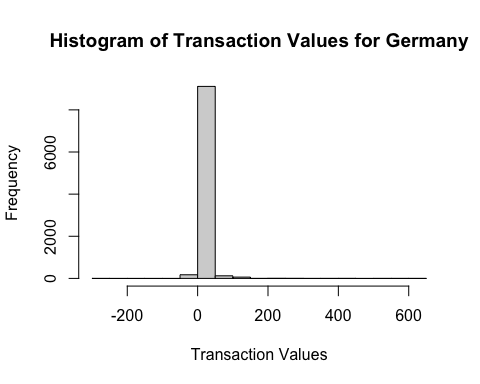 Histogram of Transaction Values for Germany
Frequency
6000
2000
0
-200 0 200 400 600
Transaction Values